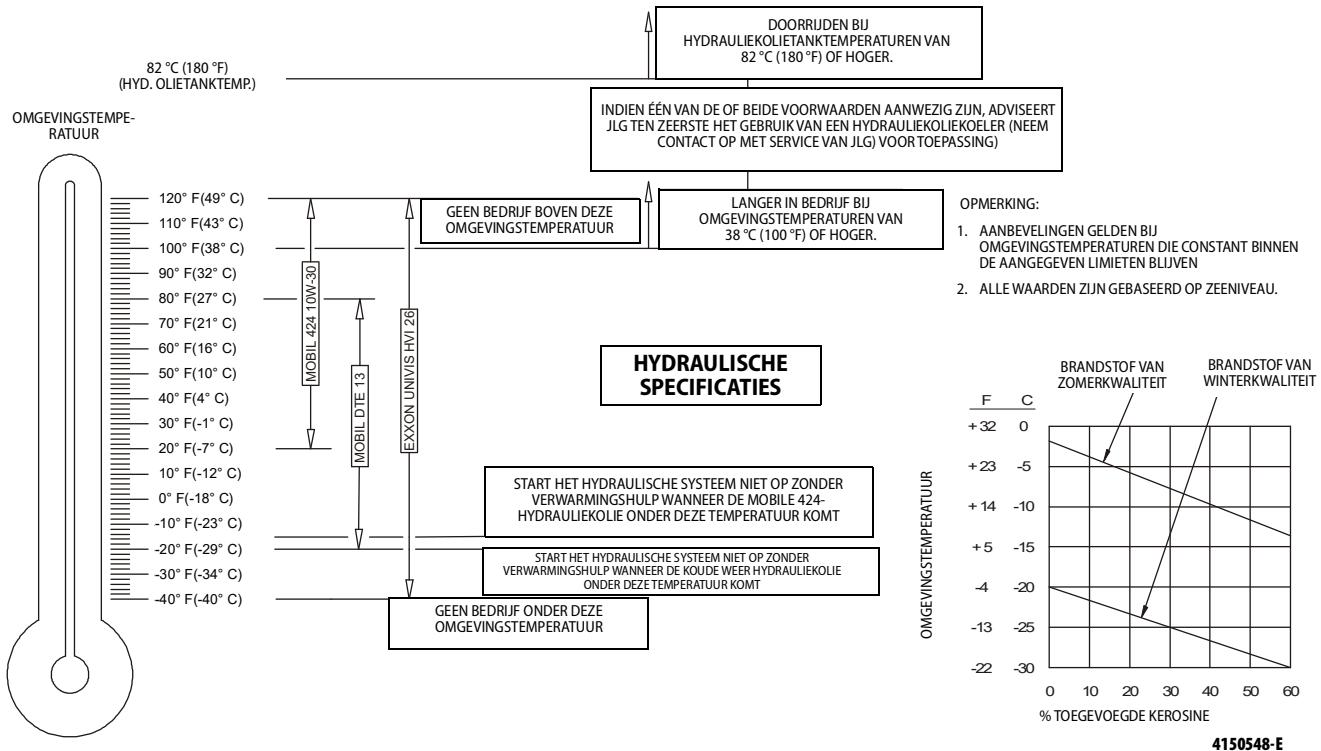 DOORRIJDEN BIJ
HYDRAULIEKOLIETANKTEMPERATUREN VAN
82 °C (180 °F) OF HOGER.
82 °C (180 °F)
(HYD. OLIETANKTEMP.)
INDIEN ÉÉN VAN DE OF BEIDE VOORWAARDEN AANWEZIG ZIJN, ADVISEERT
JLG TEN ZEERSTE HET GEBRUIK VAN EEN HYDRAULIEKOLIEKOELER (NEEM
CONTACT OP MET SERVICE VAN JLG) VOOR TOEPASSING)
OMGEVINGSTEMPE-
RATUUR
120° F(49° C)
110° F(43° C)
100° F(38° C)
90° F(32° C)
80° F(27° C)
70° F(21° C)
60° F(16° C)
50° F(10° C)
40° F(4° C)
30° F(-1° C)
20° F(-7° C)
10° F(-12° C)
0° F(-18° C)
-10° F(-23° C)
-20° F(-29° C)
-30° F(-34° C)
-40° F(-40° C)
MOBIL 424 10W-30
MOBIL DTE 13
EXXON UNIVIS HVI 26
GEEN BEDRIJF BOVEN DEZE
OMGEVINGSTEMPERATUUR
LANGER IN BEDRIJF BIJ
OMGEVINGSTEMPERATUREN VAN
38 °C (100 °F) OF HOGER.
OPMERKING:
1. AANBEVELINGEN GELDEN BIJ
OMGEVINGSTEMPERATUREN DIE CONSTANT BINNEN
DE AANGEGEVEN LIMIETEN BLIJVEN
2. ALLE WAARDEN ZIJN GEBASEERD OP ZEENIVEAU.
HYDRAULISCHE
SPECIFICATIES
START HET HYDRAULISCHE SYSTEEM NIET OP ZONDER
VERWARMINGSHULP WANNEER DE MOBILE 424-
HYDRAULIEKOLIE ONDER DEZE TEMPERATUUR KOMT
START HET HYDRAULISCHE SYSTEEM NIET OP ZONDER
VERWARMINGSHULP WANNEER DE KOUDE WEER HYDRAULIEKOLIE
ONDER DEZE TEMPERATUUR KOMT
GEEN BEDRIJF ONDER DEZE
OMGEVINGSTEMPERATUUR
BRANDSTOF VAN
ZOMERKWALITEIT
BRANDSTOF VAN
WINTERKWALITEIT
F C
+32 0
+23 -5
+14 -10
+5 -15
-4 -20
-13 -25
-22 -30
OMGEVINGSTEMPERATUUR
0 10 20 30 40 50 60
% TOEGEVOEGDE KEROSINE
4150548-E